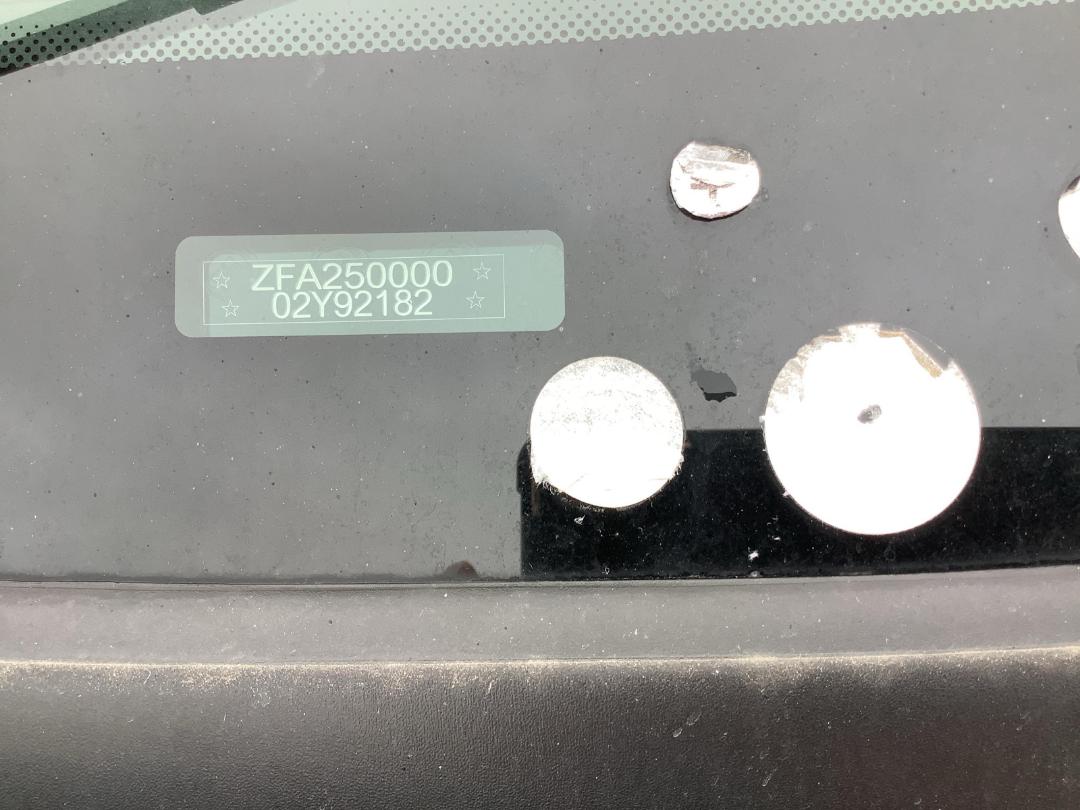 ☆ ZFA250000 ☆
☆ 02Y92182 ☆